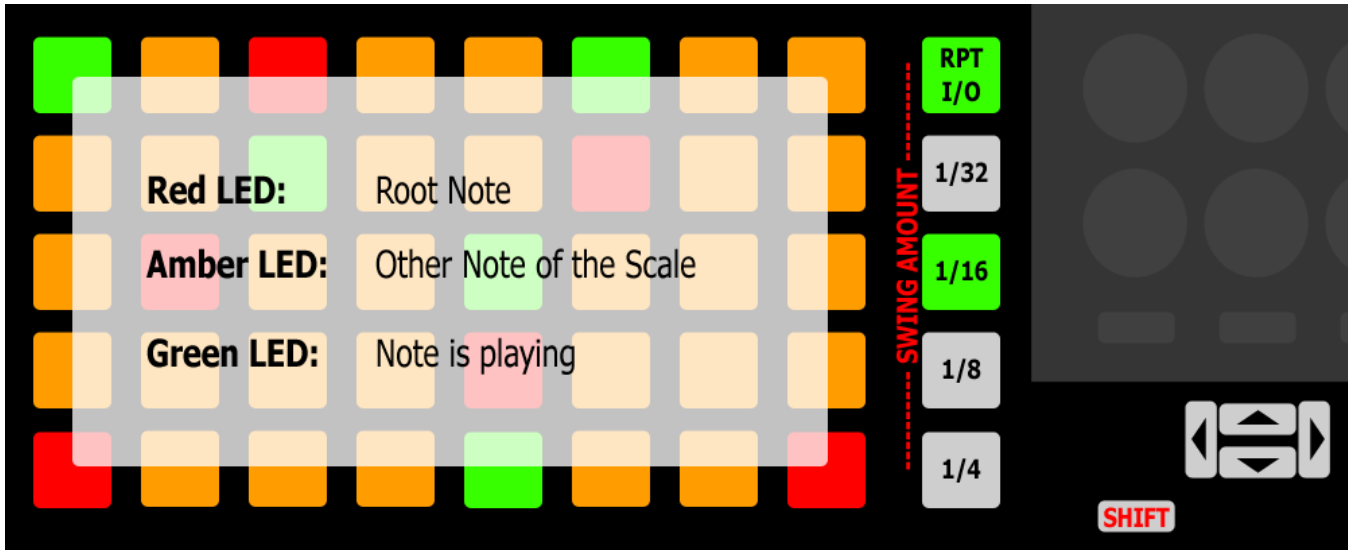 RPT
I/O
1/32
SWING AMOUNT
Red LED: Root Note
Amber LED: Other Note of the Scale
1/16
Green LED: Note is playing
1/8
1/4
SHIFT